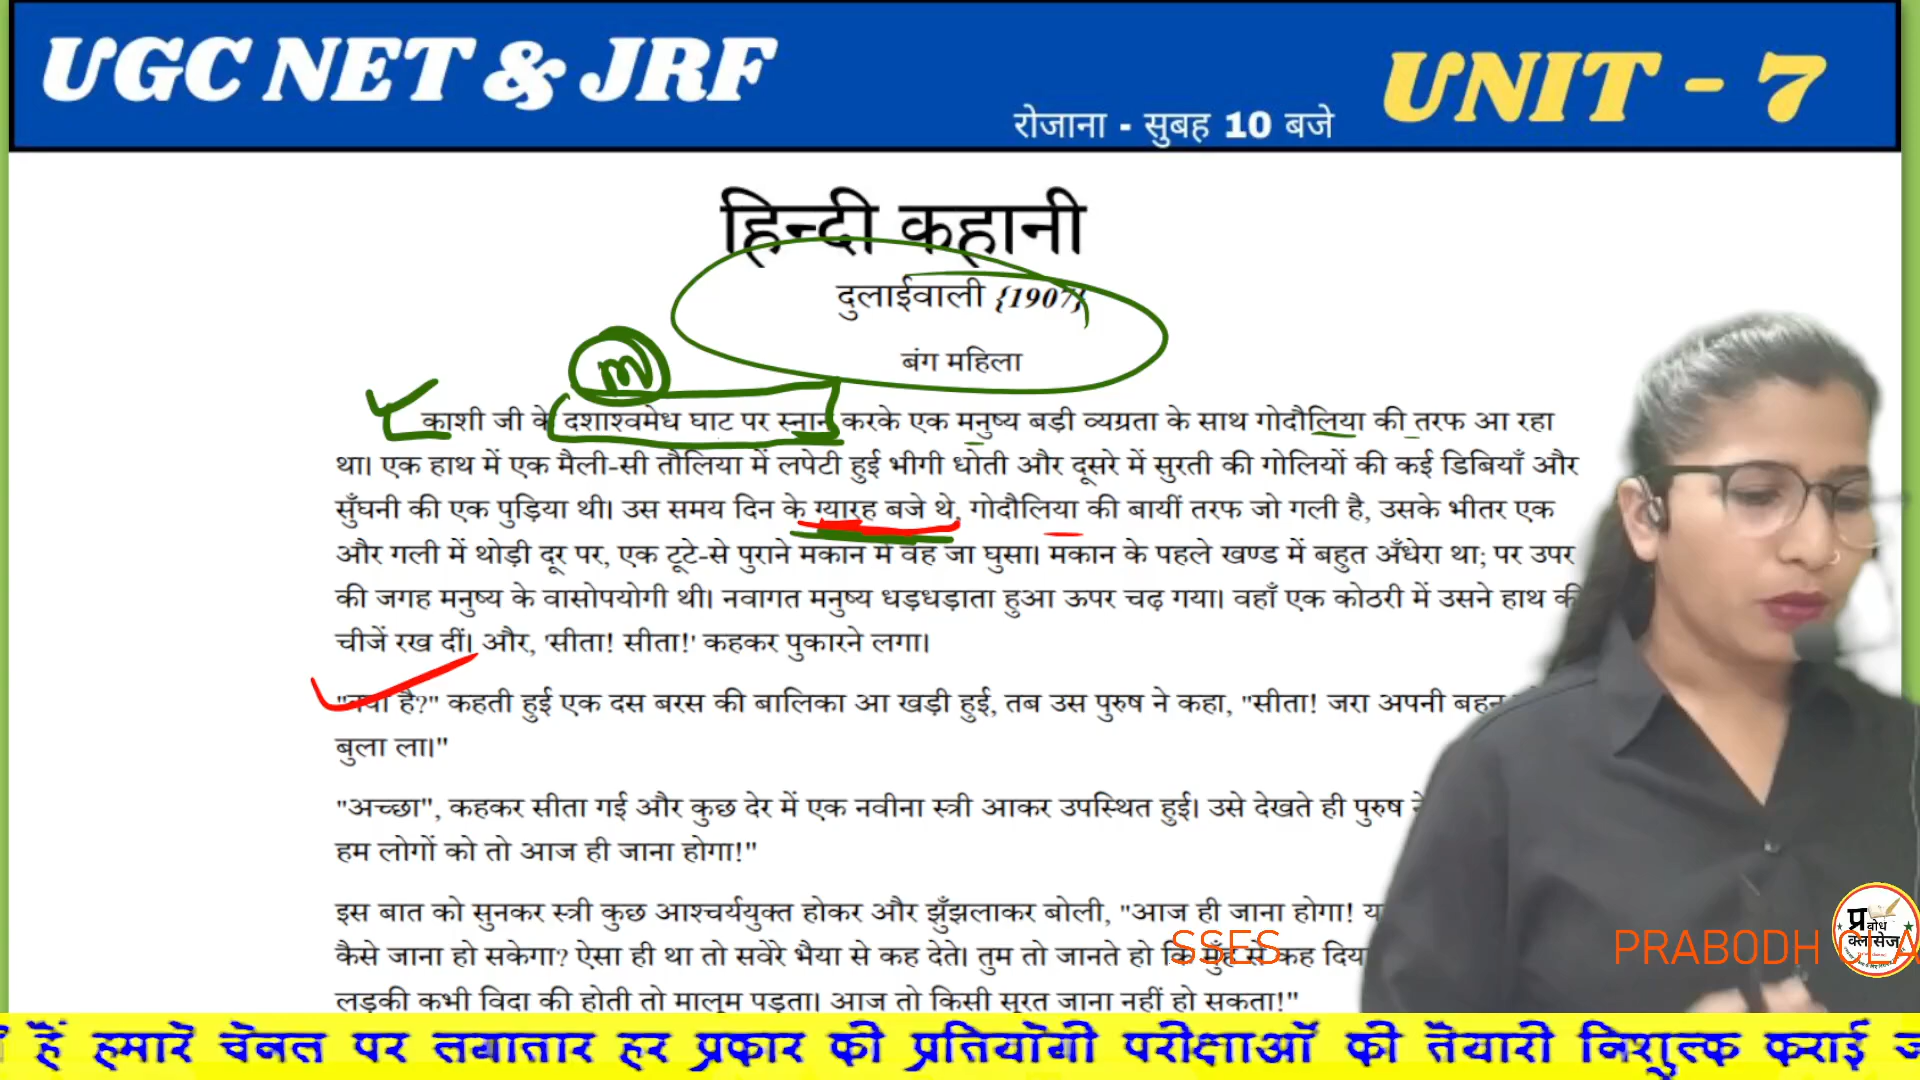 UGC NET & JRF
रोजाना - सुबह 10 बजे
UNIT - 7
हिन्दी कहानी
दुलाईवाली {1907}
बंग महिला
m
काशी जी के दशाश्वमेध घाट पर स्नान करके एक मनुष्य बड़ी व्यग्रता के साथ गोदौलिया की तरफ आ रहा
था। एक हाथ में एक मैली-सी तौलिया में लपेटी हुई भीगी धोती और दूसरे में सुरती की गोलियों की कई डिबियाँ और
सुँघनी की एक पुड़िया थी। उस समय दिन के ग्यारह बजे थे, गोदौलिया की बायीं तरफ जो गली है, उसके भीतर एक
और गली में थोड़ी दूर पर, एक टूटे-से पुराने मकान में वह जा घुसा। मकान के पहले खण्ड में बहुत अँधेरा था; पर उपर
की जगह मनुष्य के वासोपयोगी थी। नवागत मनुष्य धड़धड़ाता हुआ ऊपर चढ़ गया। वहाँ एक कोठरी में उसने हाथ की
चीजें रख दीं। और, 'सीता! सीता!' कहकर पुकारने लगा।
"क्या है?" कहती हुई एक दस बरस की बालिका आ खड़ी हुई, तब उस पुरुष ने कहा, "सीता! जरा अपनी बहन
बुला ला।"
"अच्छा", कहकर सीता गई और कुछ देर में एक नवीना स्त्री आकर उपस्थित हुई। उसे देखते ही पुरुष
हम लोगों को तो आज ही जाना होगा!"
इस बात को सुनकर स्त्री कुछ आश्चर्ययुक्त होकर और झुँझलाकर बोली, "आज ही जाना होगा!
कैसे जाना हो सकेगा? ऐसा ही था तो सवेरे भैया से कह देते। तुम तो जानते हो कि मुँह से कह दिया
लड़की कभी विदा की होती तो मालूम पड़ता। आज तो किसी सूरत जाना नहीं हो सकता!"
SSES
PRABODH CLA
प्रबोध
क्लासेज
हैं हमारे चेनल पर लगातार हर प्रकार की प्रतियोगी परीक्षाओं की तैयारी निशुल्क कराई